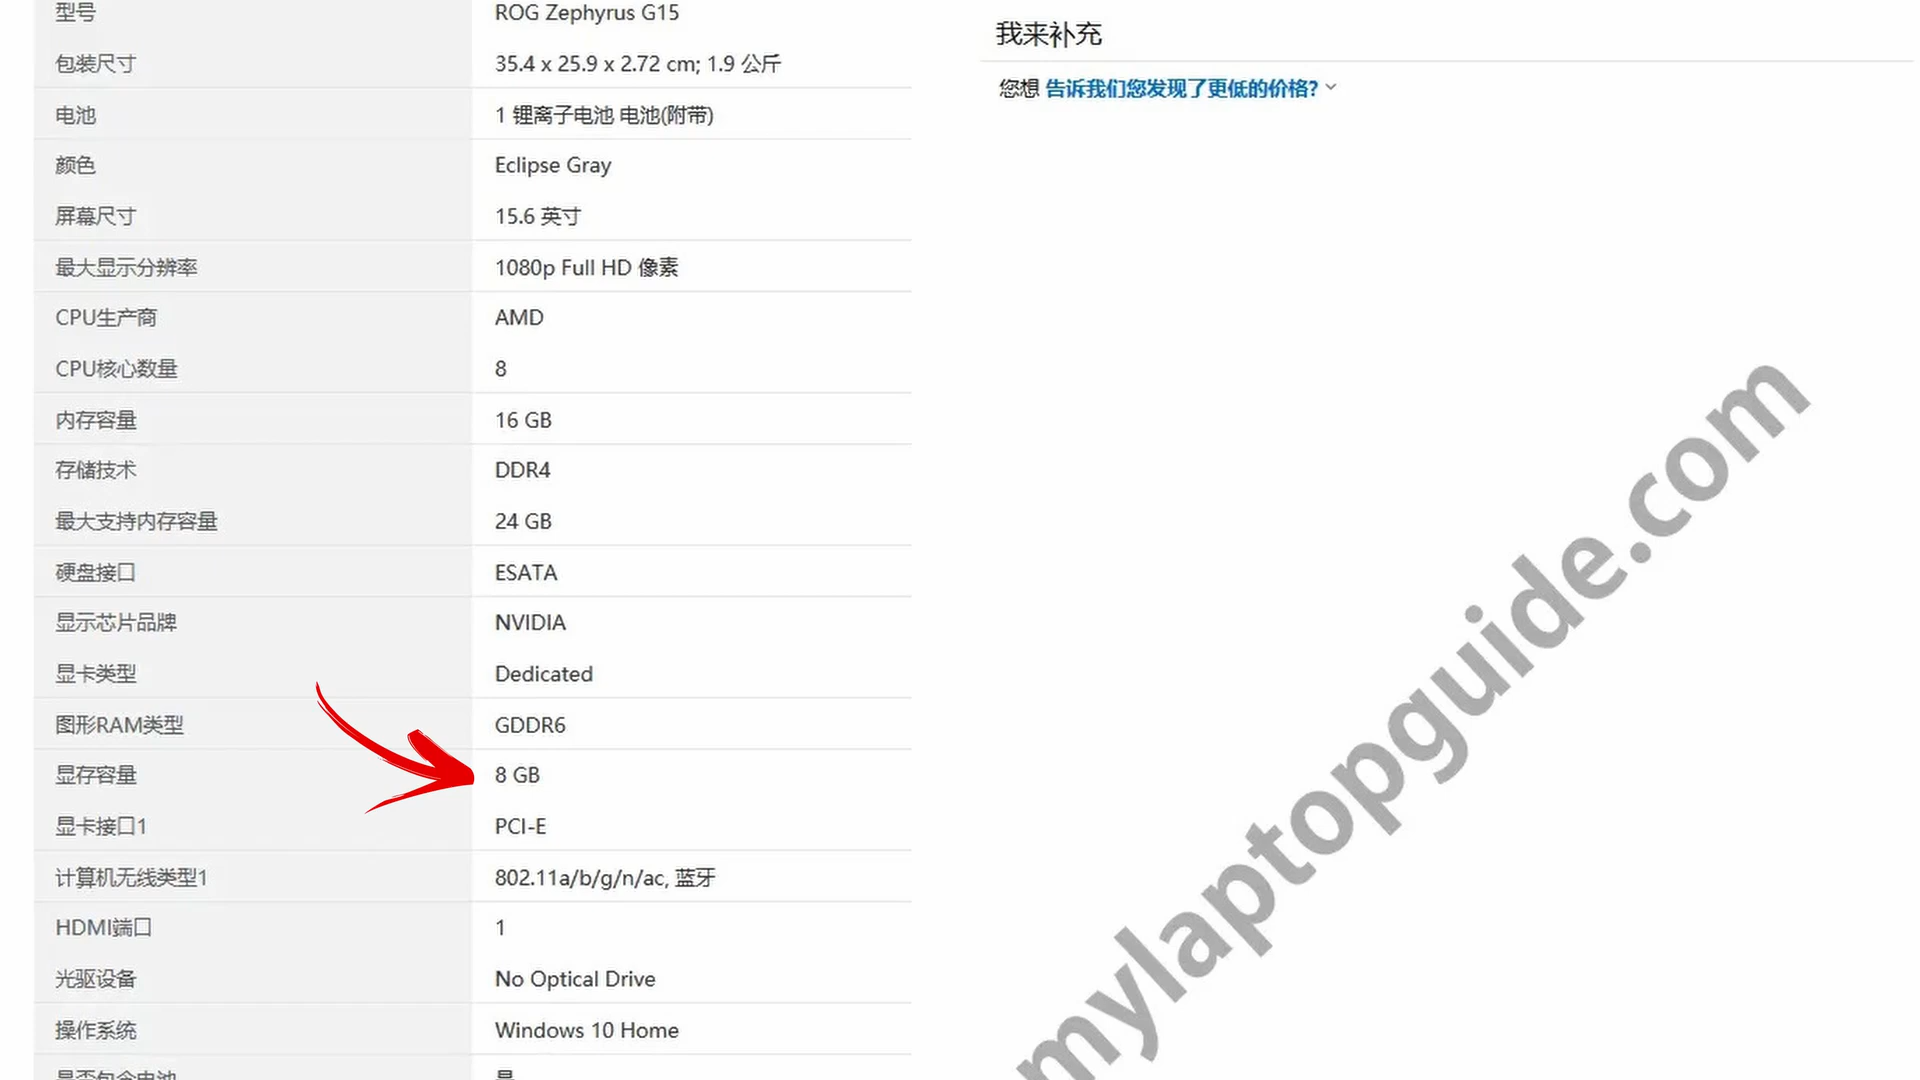 型号 ROG Zephyrus G15
包装尺寸 35.4 x 25.9 x 2.72 cm; 1.9 公斤
电池 1 锂离子电池 电池(附带)
颜色 Eclipse Gray
屏幕尺寸 15.6 英寸
最大显示分辨率 1080p Full HD 像素
CPU生产商 AMD
CPU核心数量 8
内存容量 16 GB
存储技术 DDR4
最大支持内存容量 24 GB
硬盘接口 ESATA
显示芯片品牌 NVIDIA
显卡类型 Dedicated
图形RAM类型 GDDR6
显存容量 8 GB
显卡接口1 PCI-E
计算机无线类型1 802.11a/b/g/n/ac, 蓝牙
HDMI端口 1
光驱设备 No Optical Drive
操作系统 Windows 10 Home
是否包含电池 是
我来补充
您想 告诉我们您发现了更低的价格?
mylaptopguide.com